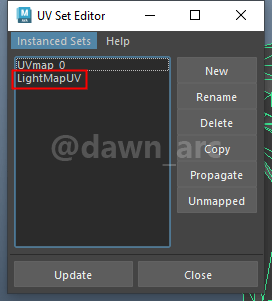 UV Set Editor
Instanced Sets Help
UVmap_0
LightMapUV
New
Rename
Delete
Copy
Propagate
Unmapped
@dawn_arc
Update Close